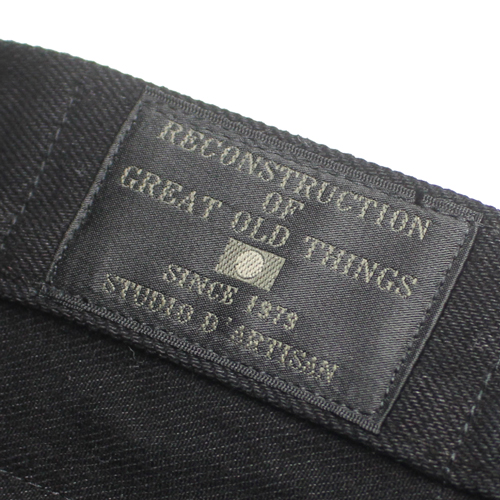 RECONSTRUCTION
OF
GREAT OLD THINGS
SINCE 1979
STUDIO D'ARTISAN